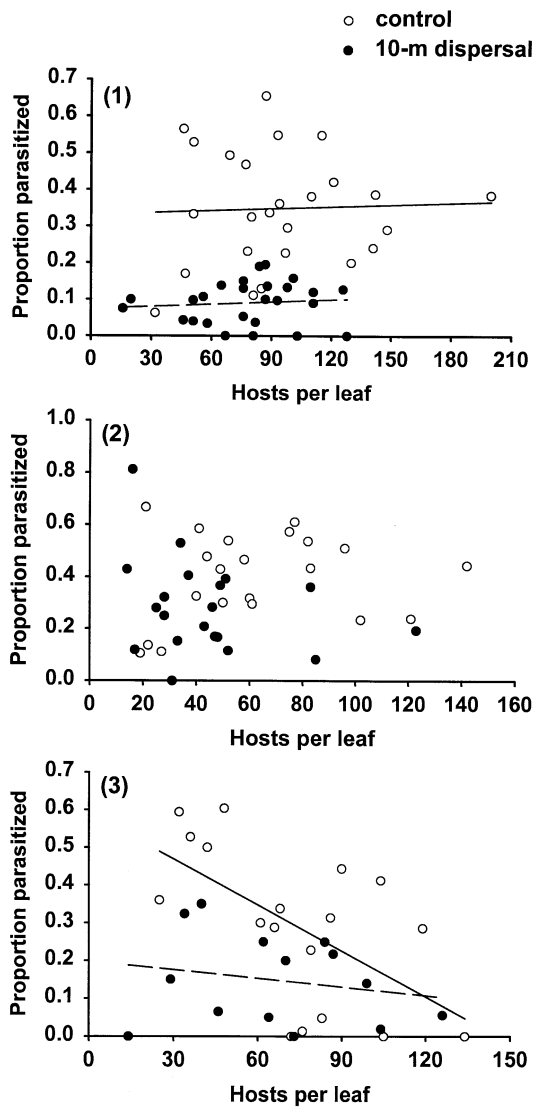 control
10-m dispersal
(1)
Proportion parasitized
0.7
0.6
0.5
0.4
0.3
0.2
0.1
0.0
0 30 60 90 120 150 180 210
Hosts per leaf
(2)
Proportion parasitized
1.0
0.8
0.6
0.4
0.2
0.0
0 20 40 60 80 100 120 140 160
Hosts per leaf
(3)
Proportion parasitized
0.7
0.6
0.5
0.4
0.3
0.2
0.1
0.0
0 30 60 90 120 150
Hosts per leaf